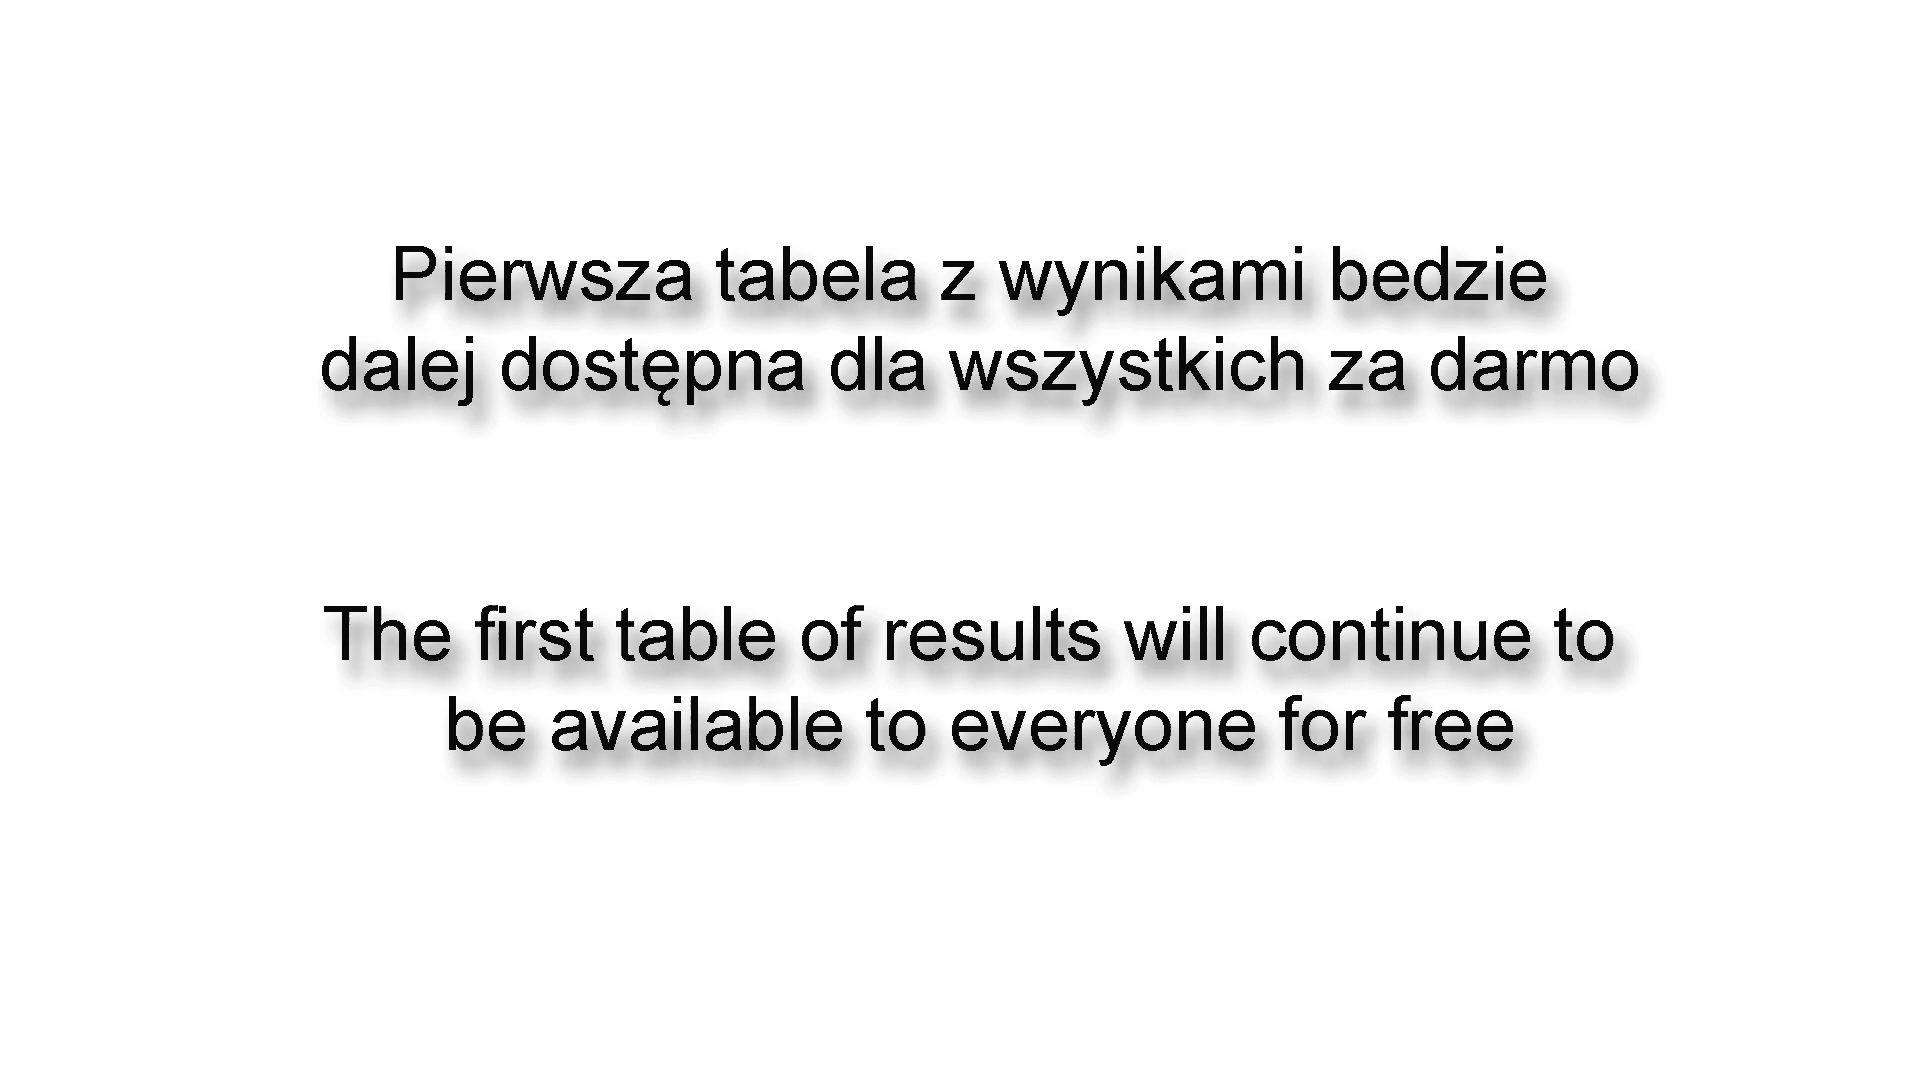 Pierwsza tabela z wynikami bedzie
dalej dostępna dla wszystkich za darmo
The first table of results will continue to
be available to everyone for free